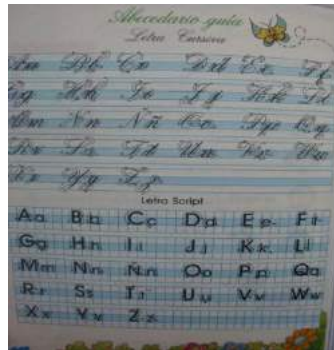 Abecedario guía
Letra Cursiva
Aa Bb Cc Dd Ee Ff
Gg Hh Ii Jj Kk Ll
Mm Nn Ññ Oo Pp Qq
Rr Ss Tt Uu Vv Ww
Xx Yy Zz
Letra Script
Aa Bb Cc Dd Ee Ff
Gg Hh Ii Jj Kk Ll
Mm Nn Ññ Oo Pp Qq
Rr Ss Tt Uu Vv Ww
Xx Yy Zz